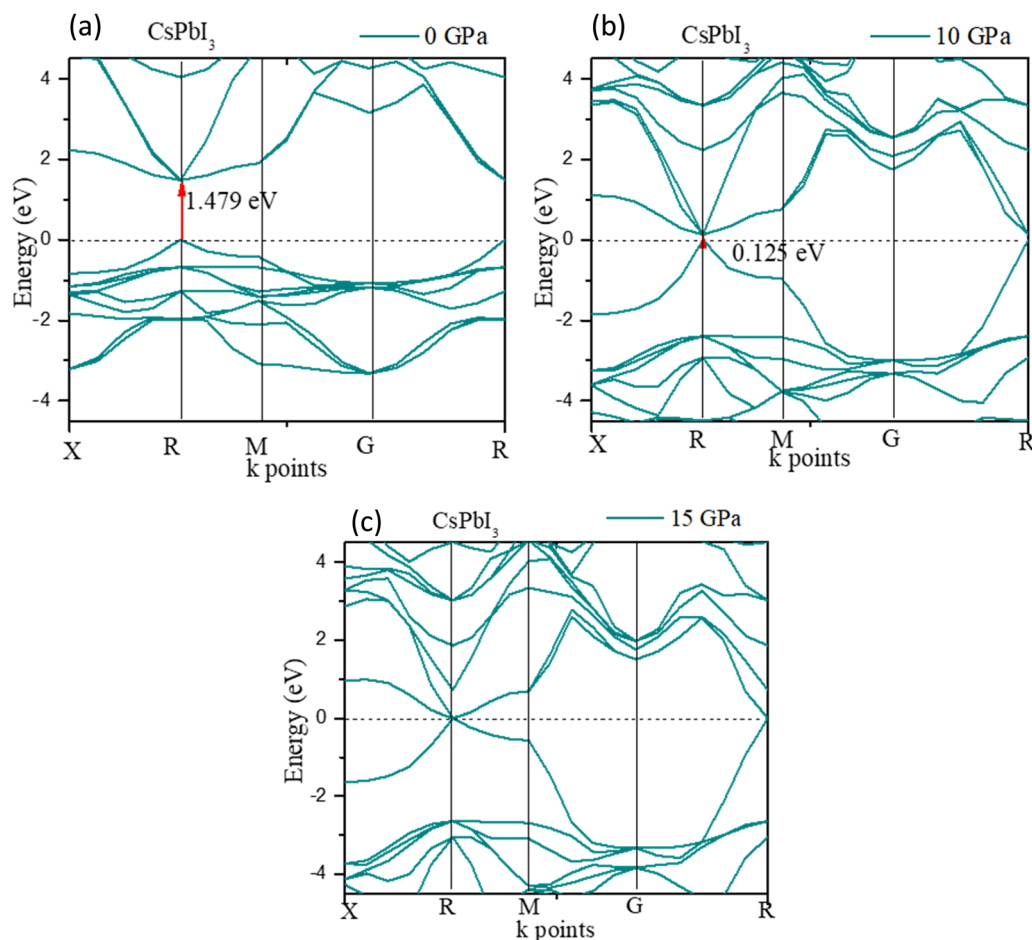 (a)
CsPbI₃
0 GPa
4
2
0
-2
-4
Energy (eV)
1.479 eV
X R M G R
k points
(b)
CsPbI₃
10 GPa
4
2
0
-2
-4
Energy (eV)
0.125 eV
X R M G R
k points
(c)
CsPbI₃
15 GPa
4
2
0
-2
-4
Energy (eV)
X R M G R
k points